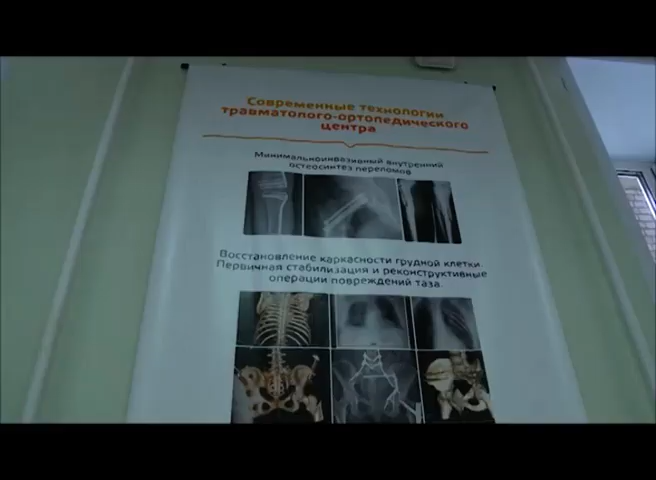 Современные технологии
травматолого-ортопедического
центра
Минимальноинвазивный внутренний
остеосинтез переломов
Восстановление каркасности грудной клетки.
Первичная стабилизация и реконструктивные
операции повреждений таза.